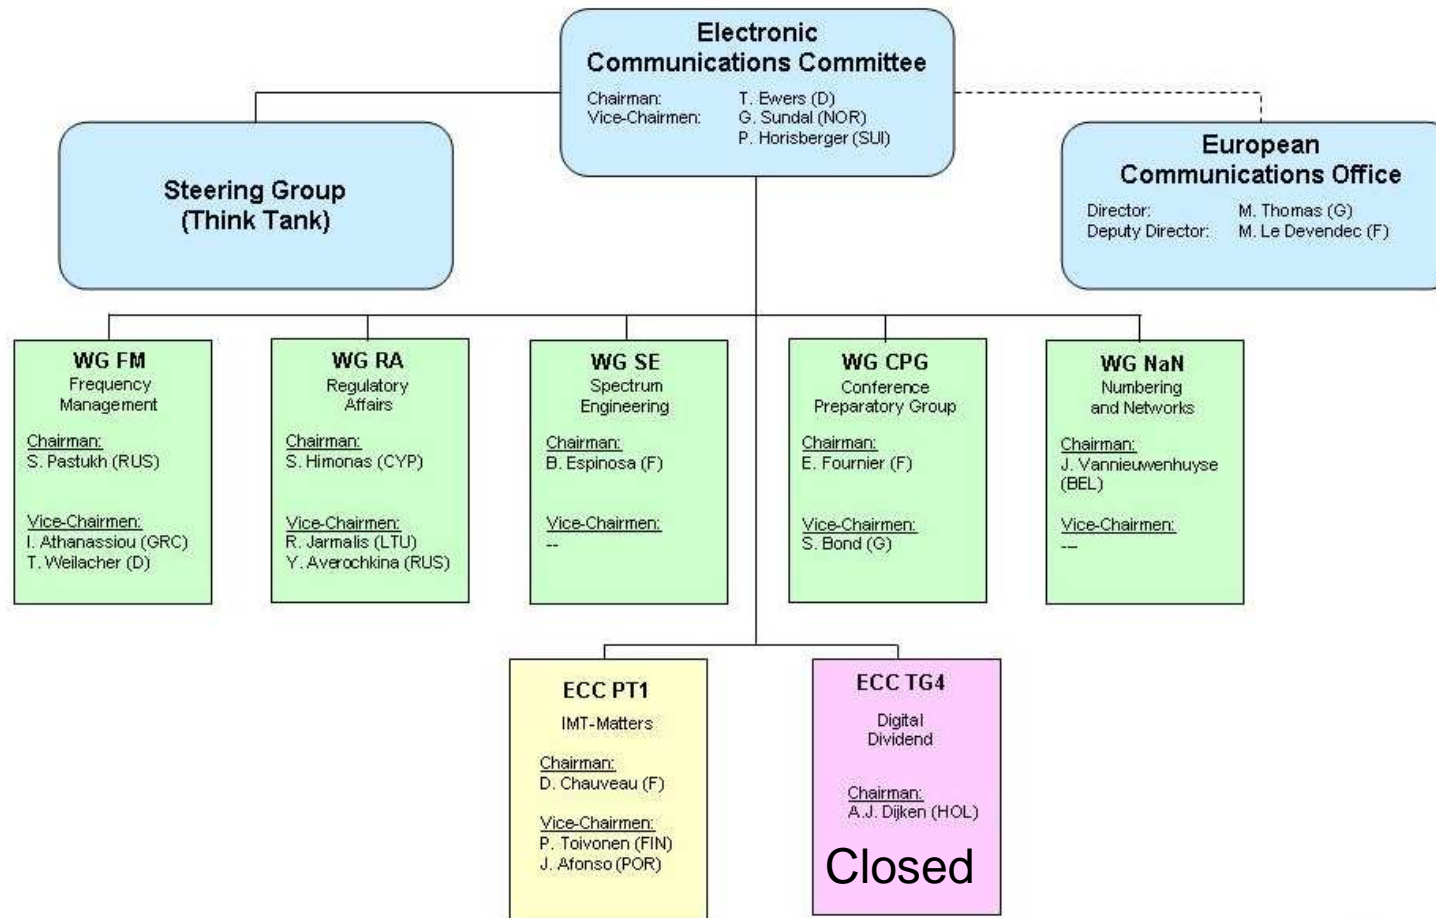 Electronic
Communications Committee
Chairman: T. Ewers (D)
Vice-Chairmen: G. Sundal (NOR)
P. Horisberger (SUI)
Steering Group
(Think Tank)
European
Communications Office
Director: M. Thomas (G)
Deputy Director: M. Le Devendec (F)
WG FM
Frequency
Management
Chairman:
S. Pastukh (RUS)
Vice-Chairmen:
I. Athanassiou (GRC)
T. Weilacher (D)
WG RA
Regulatory
Affairs
Chairman:
S. Himonas (CYP)
Vice-Chairmen:
R. Jarmalis (LTU)
Y. Averochkina (RUS)
WG SE
Spectrum
Engineering
Chairman:
B. Espinosa (F)
Vice-Chairmen:
--
WG CPG
Conference
Preparatory Group
Chairman:
E. Fournier (F)
Vice-Chairmen:
S. Bond (G)
WG NaN
Numbering
and Networks
Chairman:
J. Vannieuwenhuyse
(BEL)
Vice-Chairmen:
---
ECC PT1
IMT-Matters
Chairman:
D. Chauveau (F)
Vice-Chairmen:
P. Toivonen (FIN)
J. Afonso (POR)
ECC TG4
Digital
Dividend
Chairman:
A.J. Dijken (HOL)
Closed